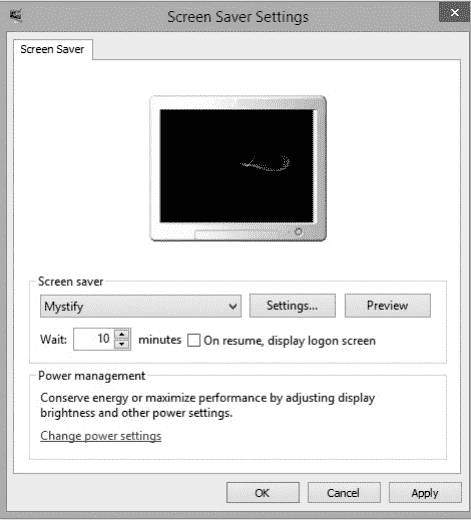 Screen Saver Settings
Screen Saver
Screen saver
Mystify Settings... Preview
Wait: 10 minutes On resume, display logon screen
Power management
Conserve energy or maximize performance by adjusting display
brightness and other power settings.
Change power settings
OK Cancel Apply